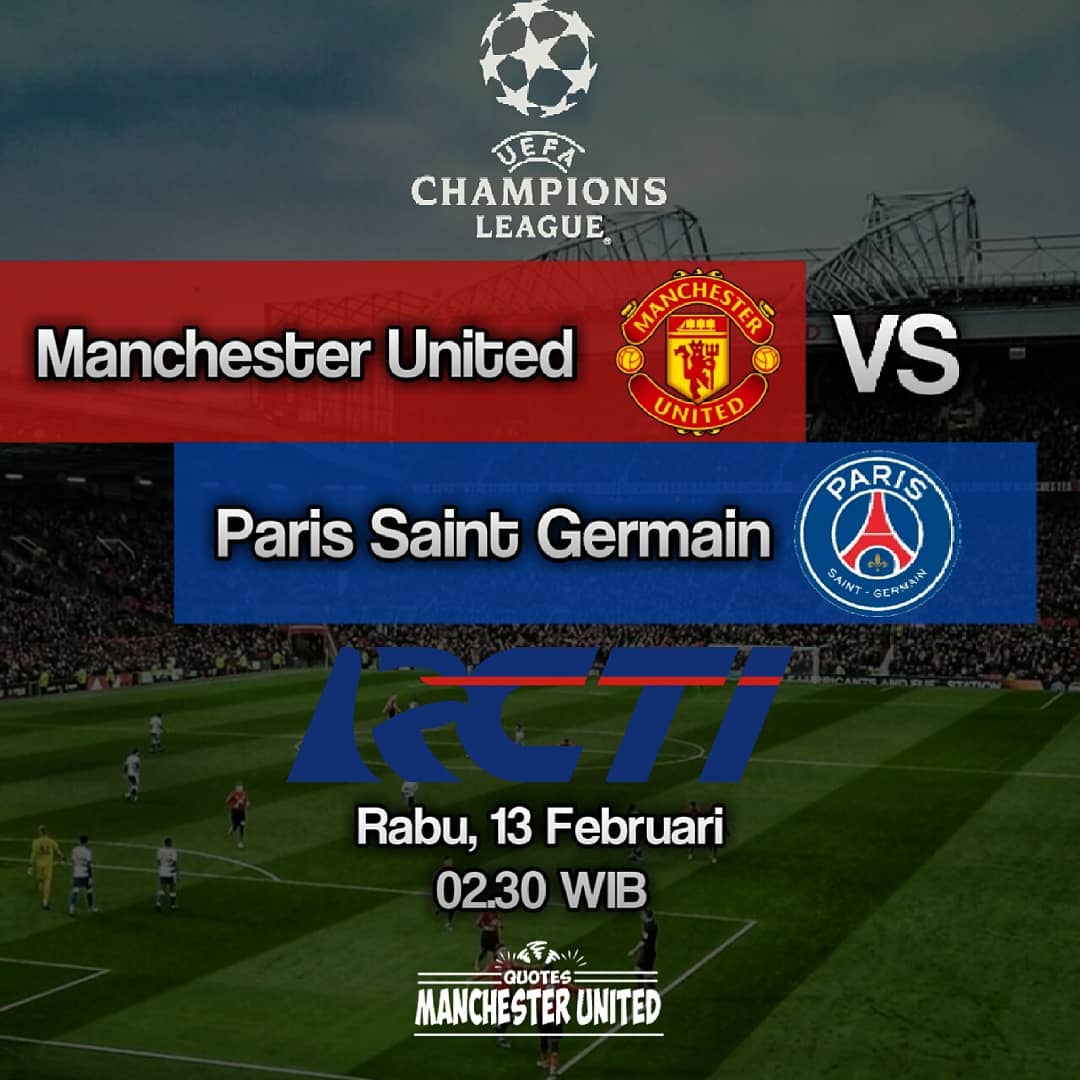 UEFA
CHAMPIONS
LEAGUE®
Manchester United
MANCHESTER
UNITED
VS
Paris Saint Germain
PARIS
SAINT-GERMAIN
RCTI
Rabu, 13 Februari
02.30 WIB
QUOTES
MANCHESTER UNITED